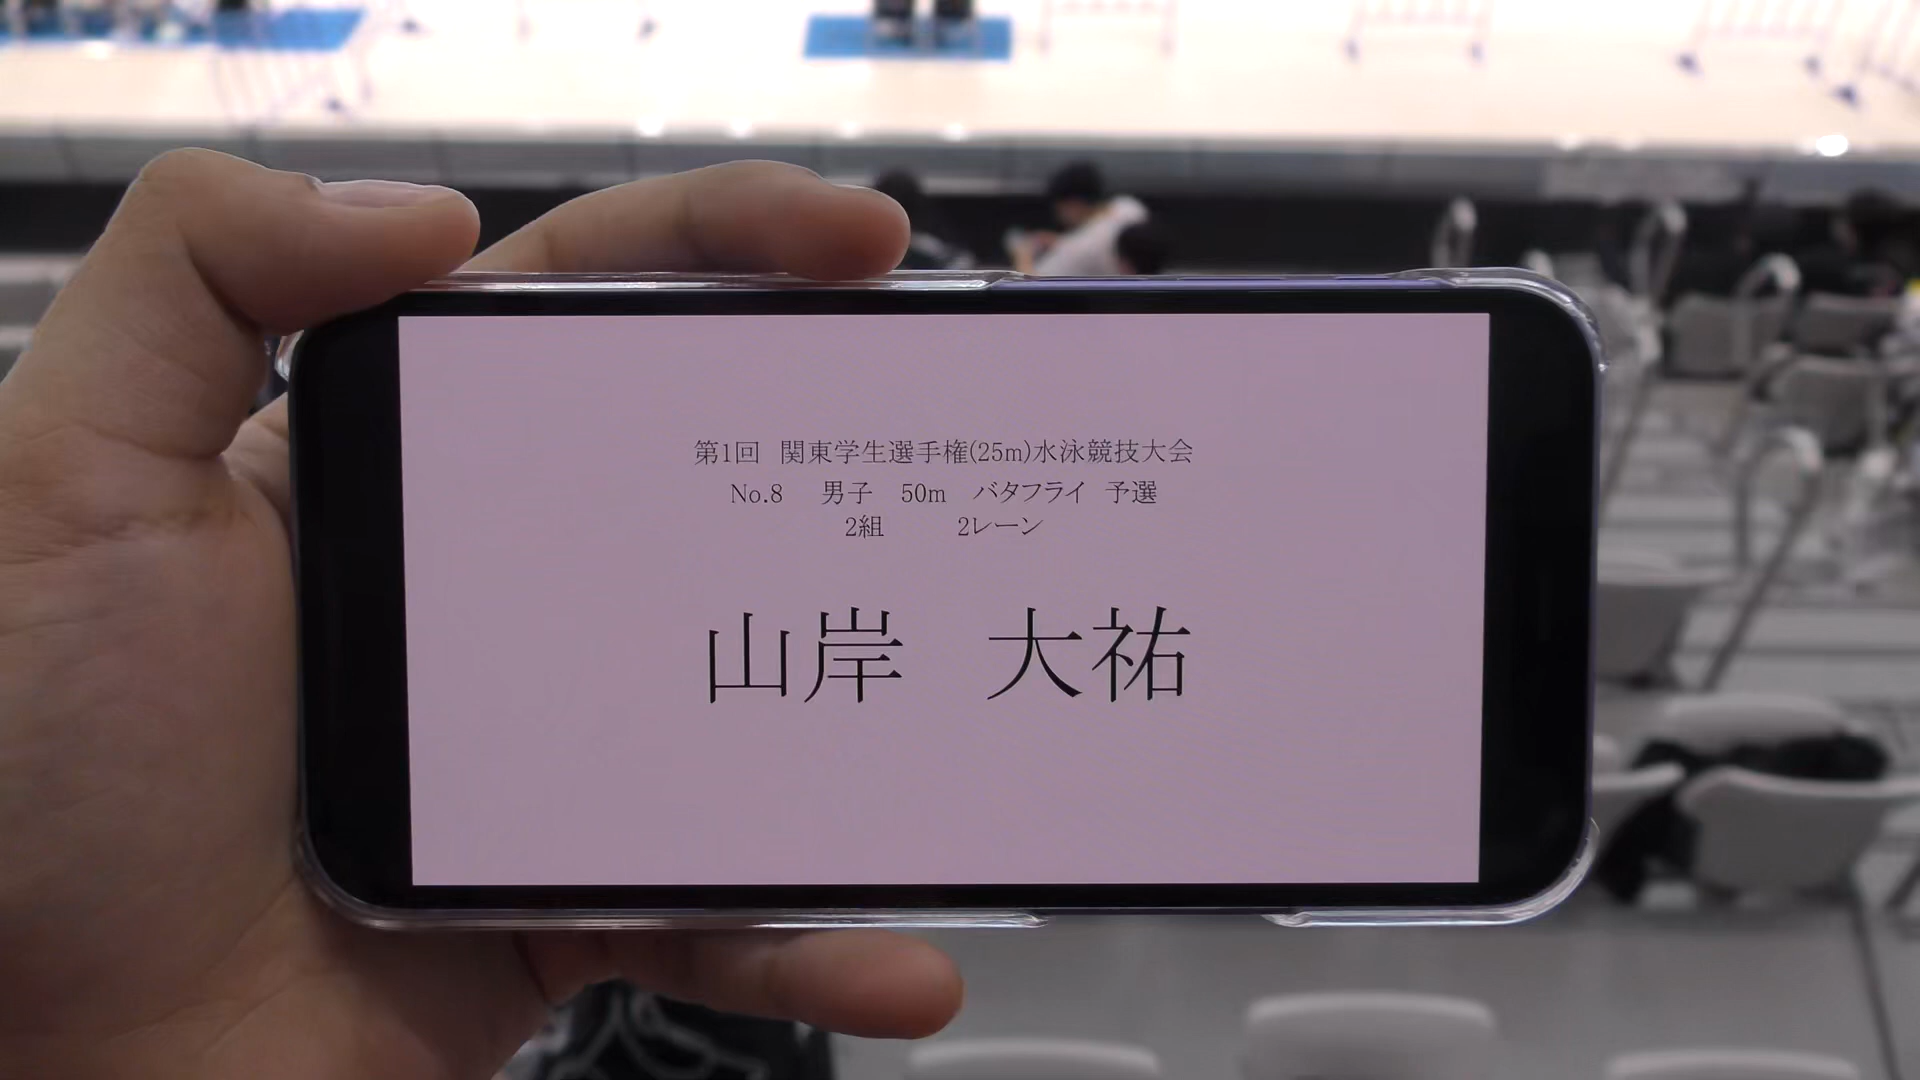 第1回 関東学生選手権(25m)水泳競技大会
No.8 男子 50m バタフライ 予選
2組 2レーン
山岸 大祐